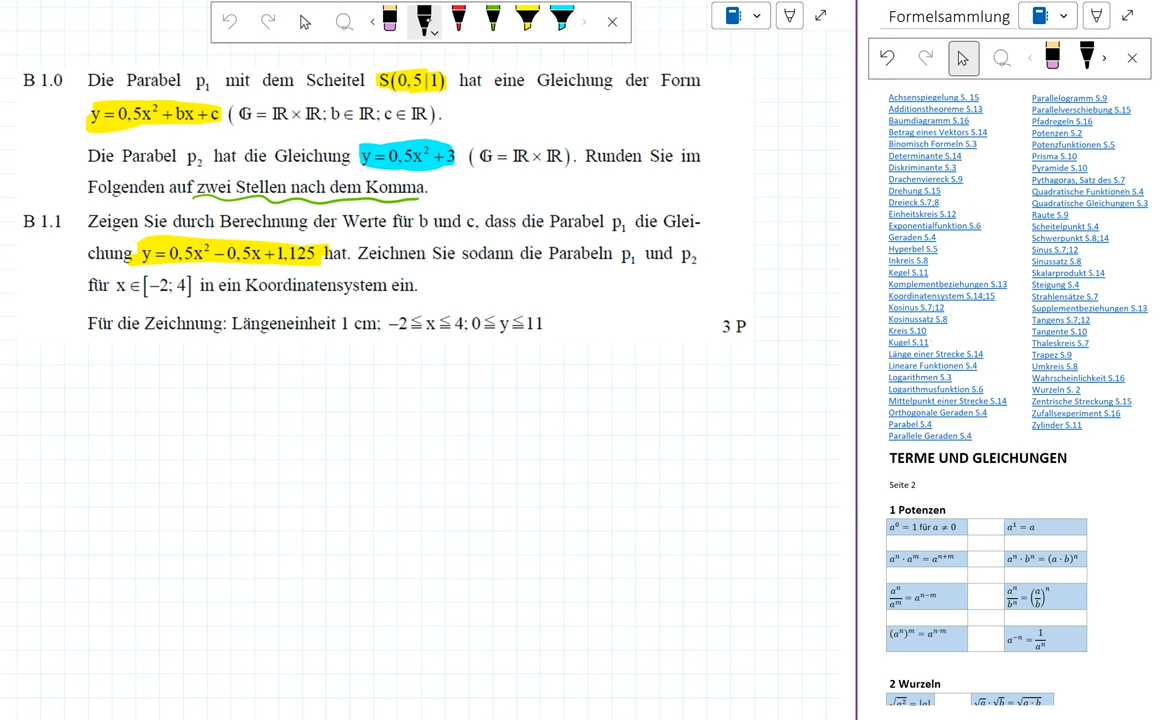 Formelsammlung
B 1.0 Die Parabel p₁ mit dem Scheitel S(0,5|1) hat eine Gleichung der Form
y = 0,5x² + bx + c ( 𝔾 = ℝ × ℝ; b ∈ ℝ; c ∈ ℝ).
Die Parabel p₂ hat die Gleichung y = 0,5x² + 3 ( 𝔾 = ℝ × ℝ). Runden Sie im
Folgenden auf zwei Stellen nach dem Komma.
B 1.1 Zeigen Sie durch Berechnung der Werte für b und c, dass die Parabel p₁ die Glei-
chung y = 0,5x² − 0,5x + 1,125 hat. Zeichnen Sie sodann die Parabeln p₁ und p₂
für x ∈ [−2; 4] in ein Koordinatensystem ein.
Für die Zeichnung: Längeneinheit 1 cm; −2 ≦ x ≦ 4; 0 ≦ y ≦ 11
3 P
Achsenspiegelung S. 15
Additionstheoreme S.13
Baumdiagramm S.16
Betrag eines Vektors S.14
Binomisch Formeln S.3
Determinante S.14
Diskriminante S.3
Drachenviereck S.9
Drehung S.15
Dreieck S.7;8
Einheitskreis S.12
Exponentialfunktion S.6
Geraden S.4
Hyperbel S.5
Inkreis S.8
Kegel S.11
Komplementbeziehungen S.13
Koordinatensystem S.14;15
Kosinus S.7;12
Kosinussatz S.8
Kreis S.10
Kugel S.11
Länge einer Strecke S.14
Lineare Funktionen S.4
Logarithmen S.3
Logarithmusfunktion S.6
Mittelpunkt einer Strecke S.14
Orthogonale Geraden S.4
Parabel S.4
Parallele Geraden S.4
Parallelogramm S.9
Parallelverschiebung S.15
Pfadregeln S.16
Potenzen S.2
Potenzfunktionen S.5
Prisma S.10
Pyramide S.10
Pythagoras, Satz des S.7
Quadratische Funktionen S.4
Quadratische Gleichungen S.3
Raute S.9
Scheitelpunkt S.4
Schwerpunkt S.8;14
Sinus S.7;12
Sinussatz S.8
Skalarprodukt S.14
Steigung S.4
Strahlensätze S.7
Supplementbeziehungen S.13
Tangens S.7;12
Tangente S.10
Thaleskreis S.7
Trapez S.9
Umkreis S.8
Wahrscheinlichkeit S.16
Wurzeln S. 2
Zentrische Streckung S.15
Zufallsexperiment S.16
Zylinder S.11
TERME UND GLEICHUNGEN
Seite 2
1 Potenzen
a⁰ = 1 für a ≠ 0 a¹ = a
aⁿ · aᵐ = aⁿ⁺ᵐ aⁿ · bⁿ = (a · b)ⁿ
aⁿ/aᵐ = aⁿ⁻ᵐ aⁿ/bⁿ = (a/b)ⁿ
(aⁿ)ᵐ = aⁿ·ᵐ a⁻ⁿ = 1/aⁿ
2 Wurzeln
√a² = |a| √a · √b = √a · b